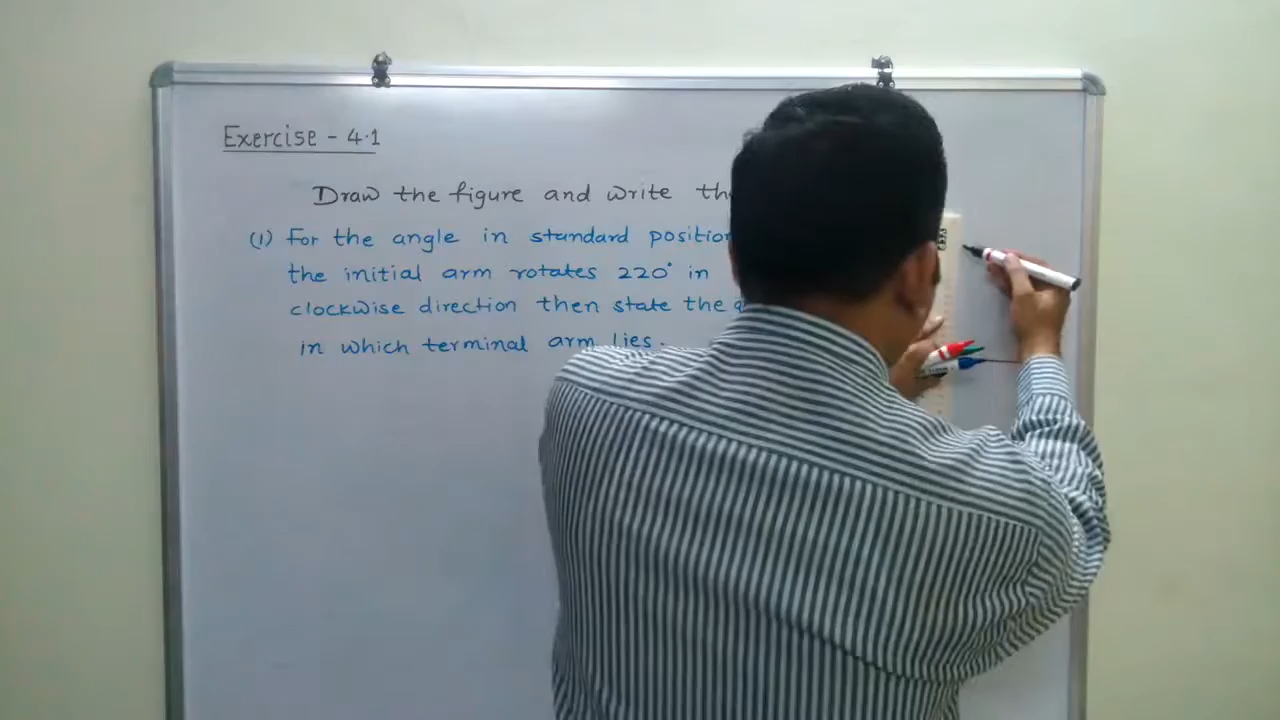 Exercise - 4.1
Draw the figure and write
(1) For the angle in standard position
the initial arm rotates 220° in
clockwise direction then state the
in which terminal arm lies.